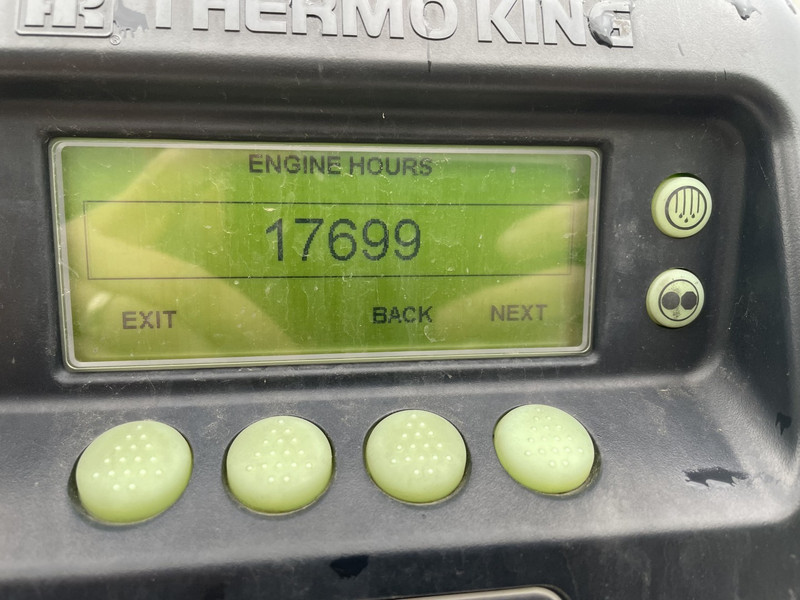 THERMO KING
ENGINE HOURS
17699
EXIT BACK NEXT